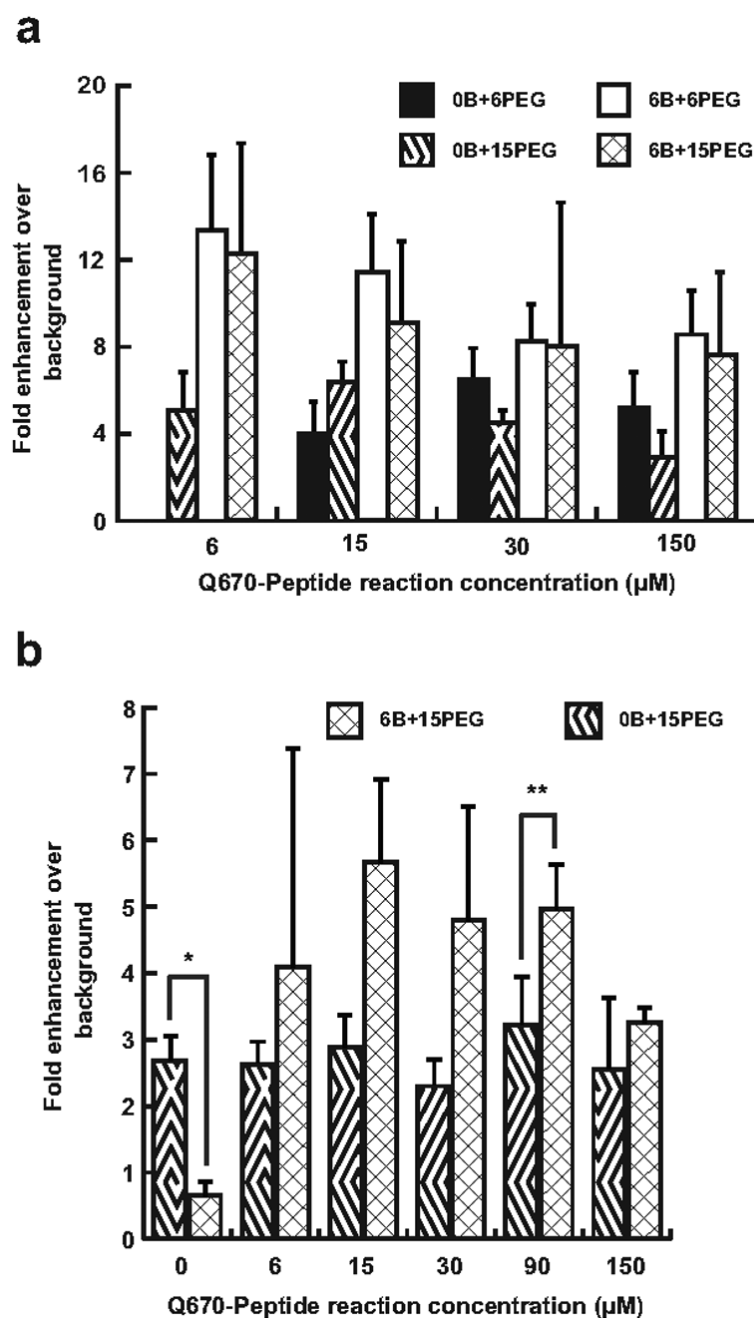 a
20
16
12
8
4
0
Fold enhancement over
background
0B+6PEG 6B+6PEG
0B+15PEG 6B+15PEG
6 15 30 150
Q670-Peptide reaction concentration (µM)
b
8
7
6
5
4
3
2
1
0
Fold enhancement over
background
6B+15PEG 0B+15PEG
*
**
0 6 15 30 90 150
Q670-Peptide reaction concentration (µM)